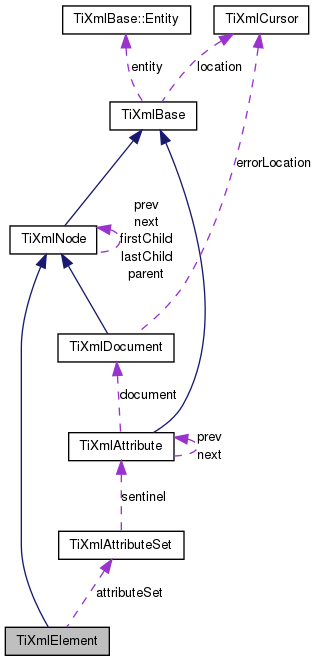 TiXmlBase::Entity
TiXmlCursor
entity
location
TiXmlBase
errorLocation
prev
next
firstChild
lastChild
parent
TiXmlNode
TiXmlDocument
document
TiXmlAttribute
prev
next
sentinel
TiXmlAttributeSet
attributeSet
TiXmlElement